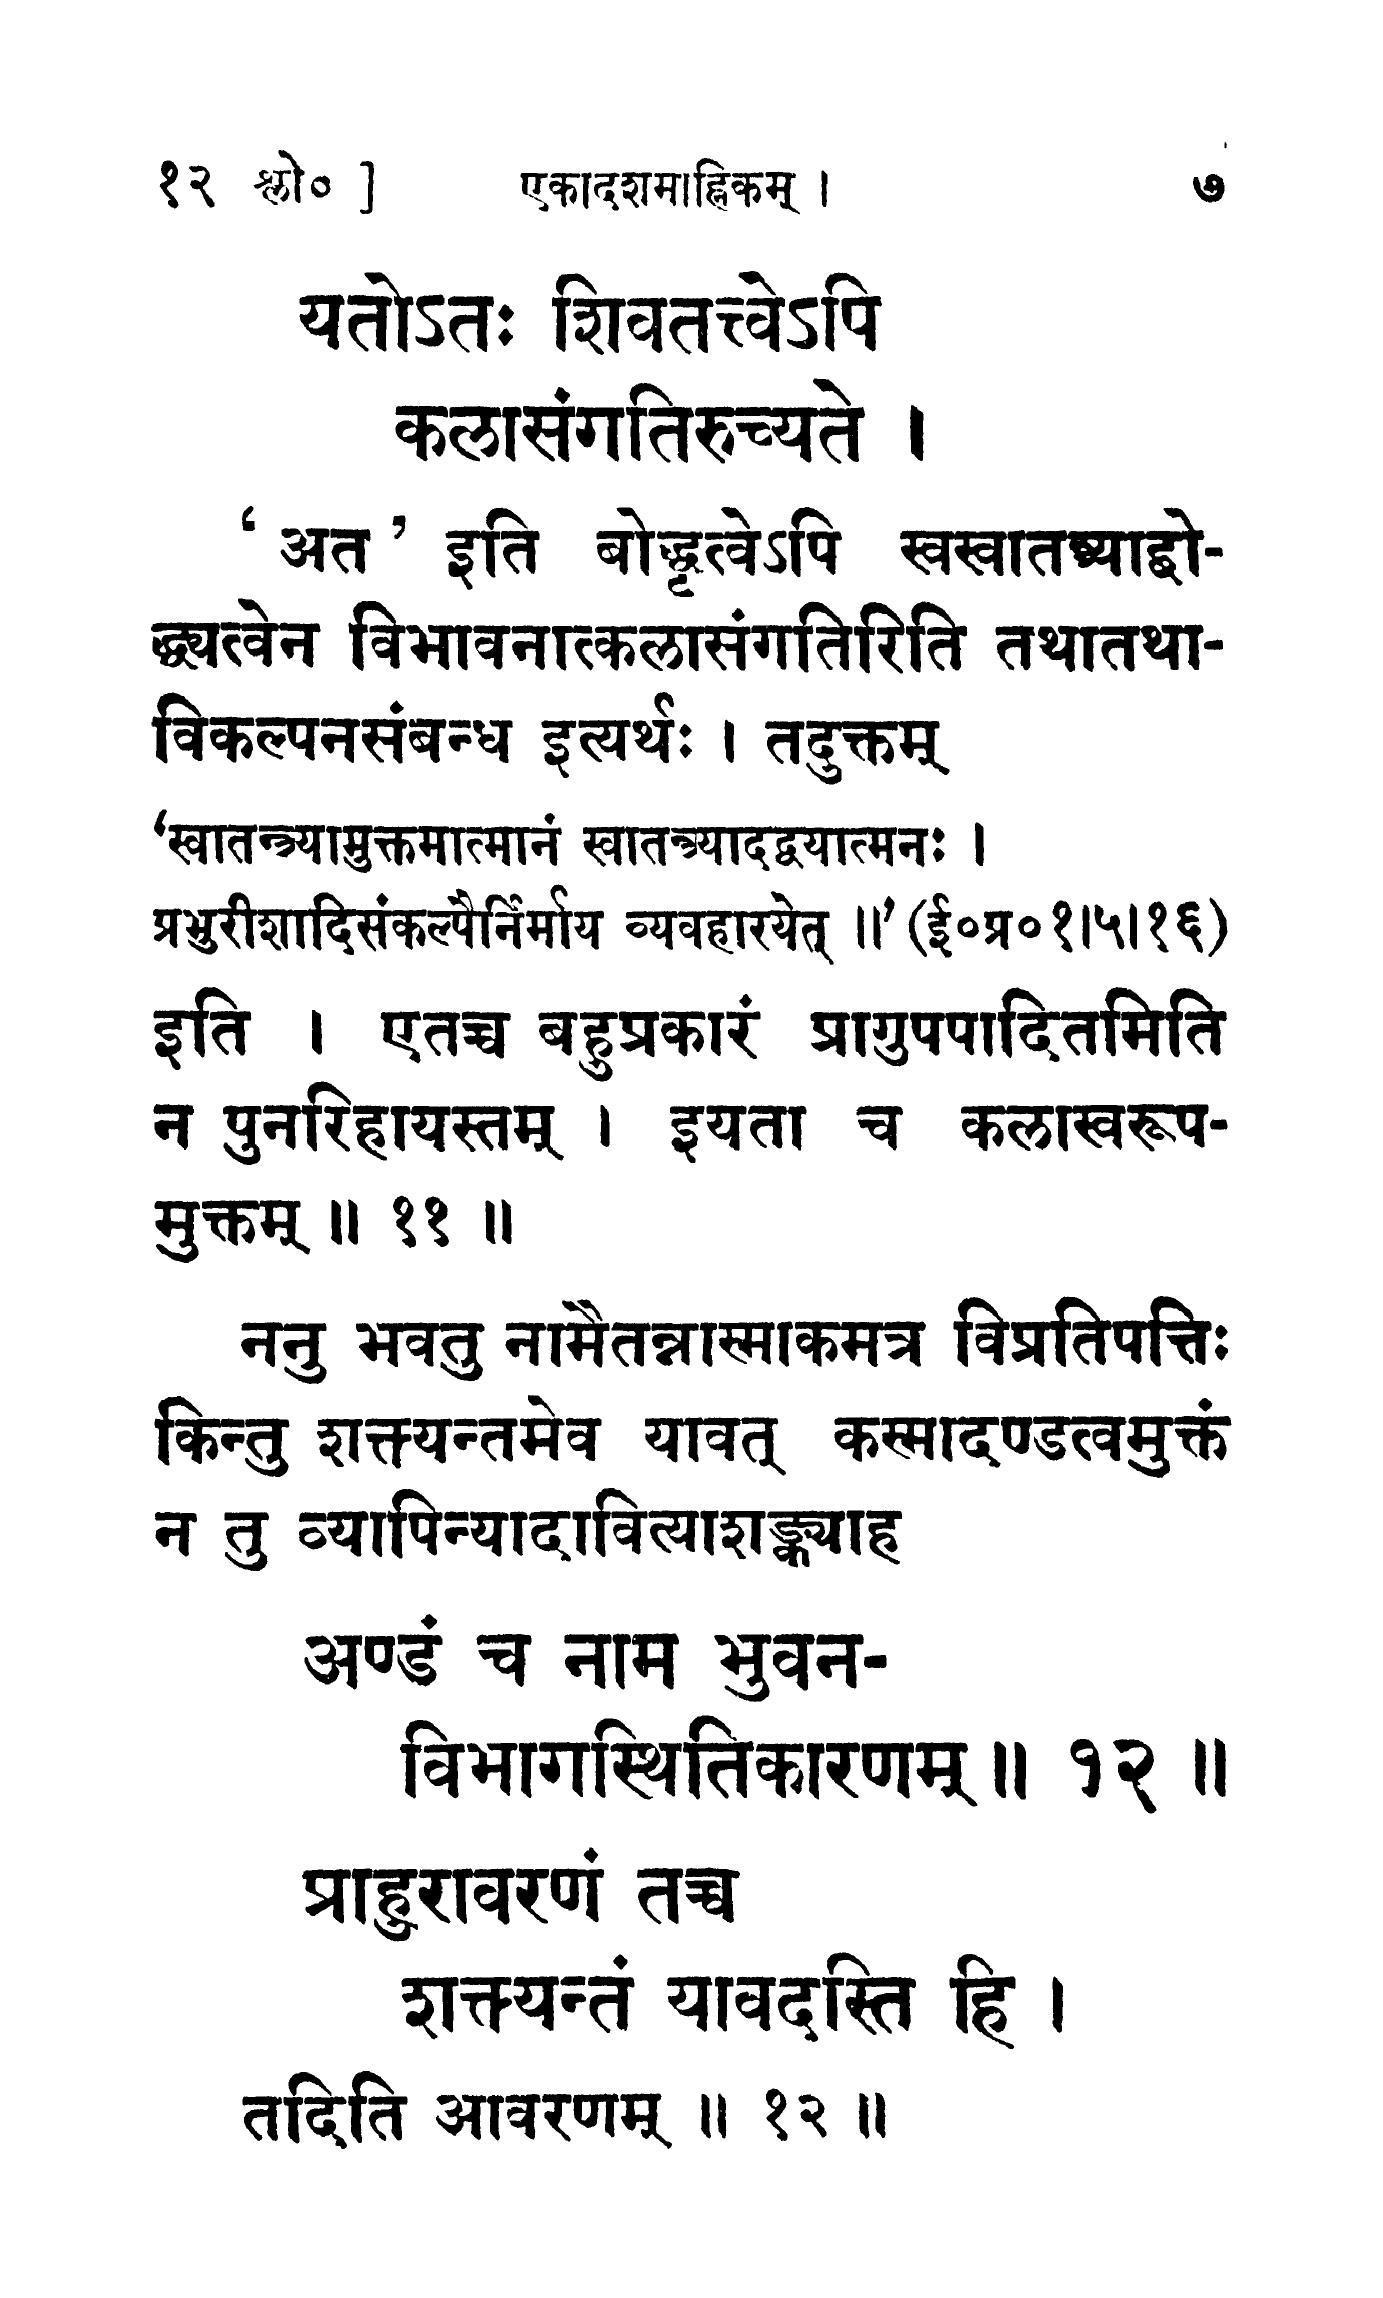 १२ श्लो० ] एकादशमाह्निकम् । ७
यतोऽतः शिवतत्त्वेऽपि
कलासंगतिरुच्यते ।
‘ अत ’ इति बोद्धृत्वेऽपि स्वस्वातन्त्र्याद्बो-
द्ध्यत्वेन विभावनात्कलासंगतिरिति तथातथा-
विकल्पनसंबन्ध इत्यर्थः । तदुक्तम्
‘स्वातन्त्र्यामुक्तमात्मानं स्वातन्त्र्यादद्वयात्मनः ।
प्रभुरीशादिसंकल्पैर्निर्माय व्यवहारयेत् ॥’ (ई०प्र०१।५।१६)
इति । एतच्च बहुप्रकारं प्रागुपपादितमिति
न पुनरिहायस्तम् । इयता च कलास्वरूप-
मुक्तम् ॥ ११ ॥
ननु भवतु नामैतन्नास्माकमत्र विप्रतिपत्तिः
किन्तु शक्त्यन्तमेव यावत् कस्मादण्डत्वमुक्तं
न तु व्यापिन्यादावित्याशङ्क्याह
अण्डं च नाम भुवन-
विभागस्थितिकारणम् ॥ १२ ॥
प्राहुरावरणं तच्च
शक्त्यन्तं यावदस्ति हि ।
तदिति आवरणम् ॥ १२ ॥